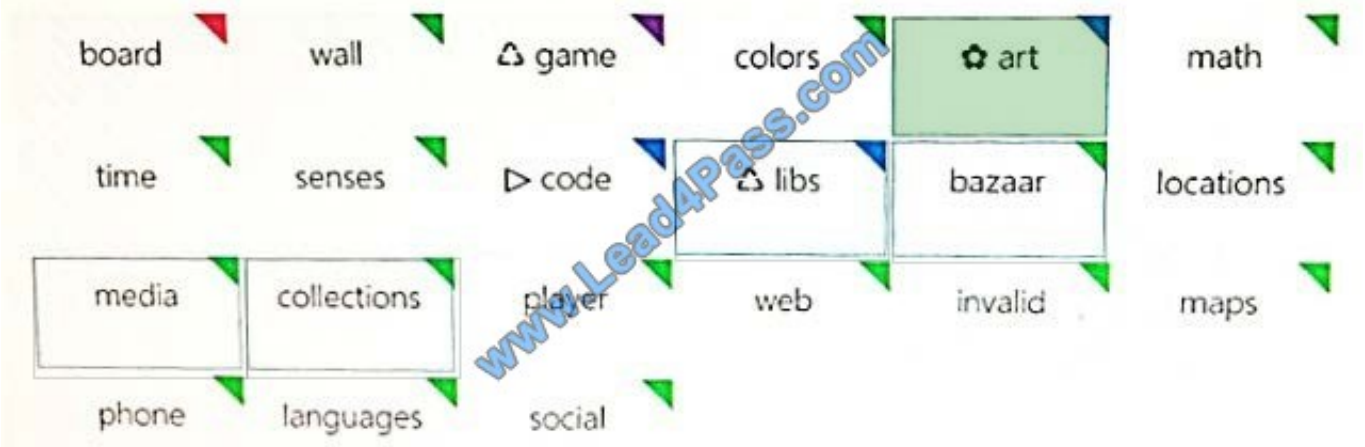 board wall game colors art math
time senses code libs bazaar locations
media collections player web invalid maps
phone languages social
www.Lead4Pass.com